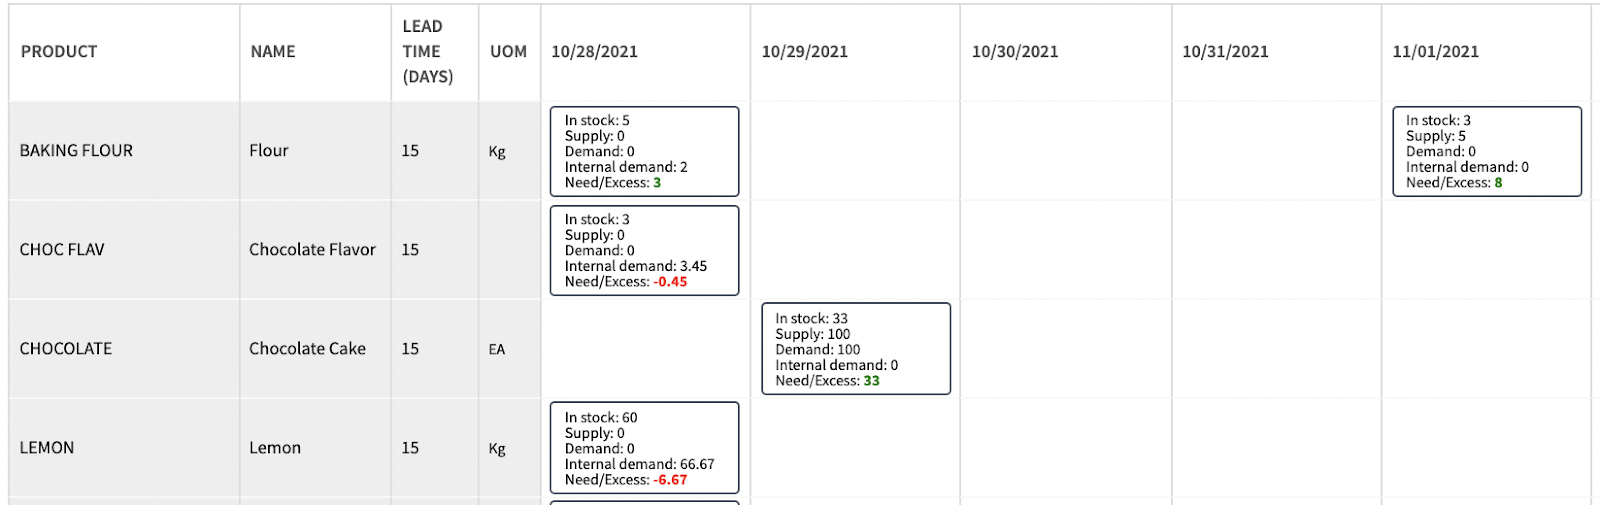 PRODUCT NAME LEAD TIME (DAYS) UOM 10/28/2021 10/29/2021 10/30/2021 10/31/2021 11/01/2021
BAKING FLOUR Flour 15 Kg
In stock: 5
Supply: 0
Demand: 0
Internal demand: 2
Need/Excess: 3
In stock: 3
Supply: 5
Demand: 0
Internal demand: 0
Need/Excess: 8
CHOC FLAV Chocolate Flavor 15
In stock: 3
Supply: 0
Demand: 0
Internal demand: 3.45
Need/Excess: -0.45
CHOCOLATE Chocolate Cake 15 EA
In stock: 33
Supply: 100
Demand: 100
Internal demand: 0
Need/Excess: 33
LEMON Lemon 15 Kg
In stock: 60
Supply: 0
Demand: 0
Internal demand: 66.67
Need/Excess: -6.67